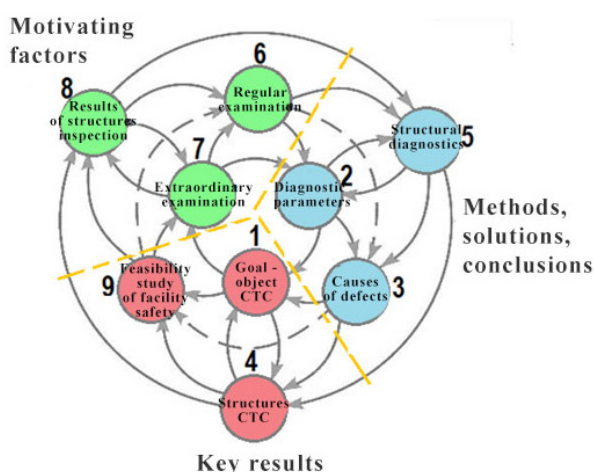 Motivating
factors
6
8
Regular
examination
Results'
of structures
inspection
Structural
diagnostics
5
7
2
Extraordinary
examination
Diagnostic
parameters
Methods,
solutions,
conclusions
1
Goal -
object CTC
9
Feasibility
study
of facility
safety
Causes
of defects
3
4
Structures
CTC
Key results